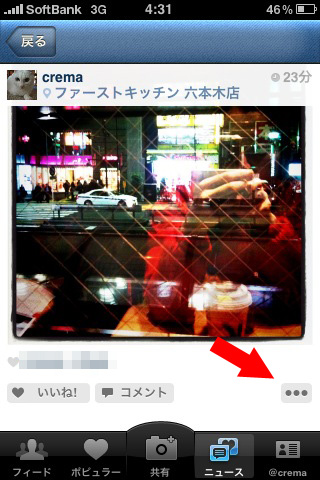 SoftBank 3G 4:31 46%
戻る
crema 23分
ファーストキッチン 六本木店
いいね! コメント
フィード ポピュラー 共有 ニュース @crema